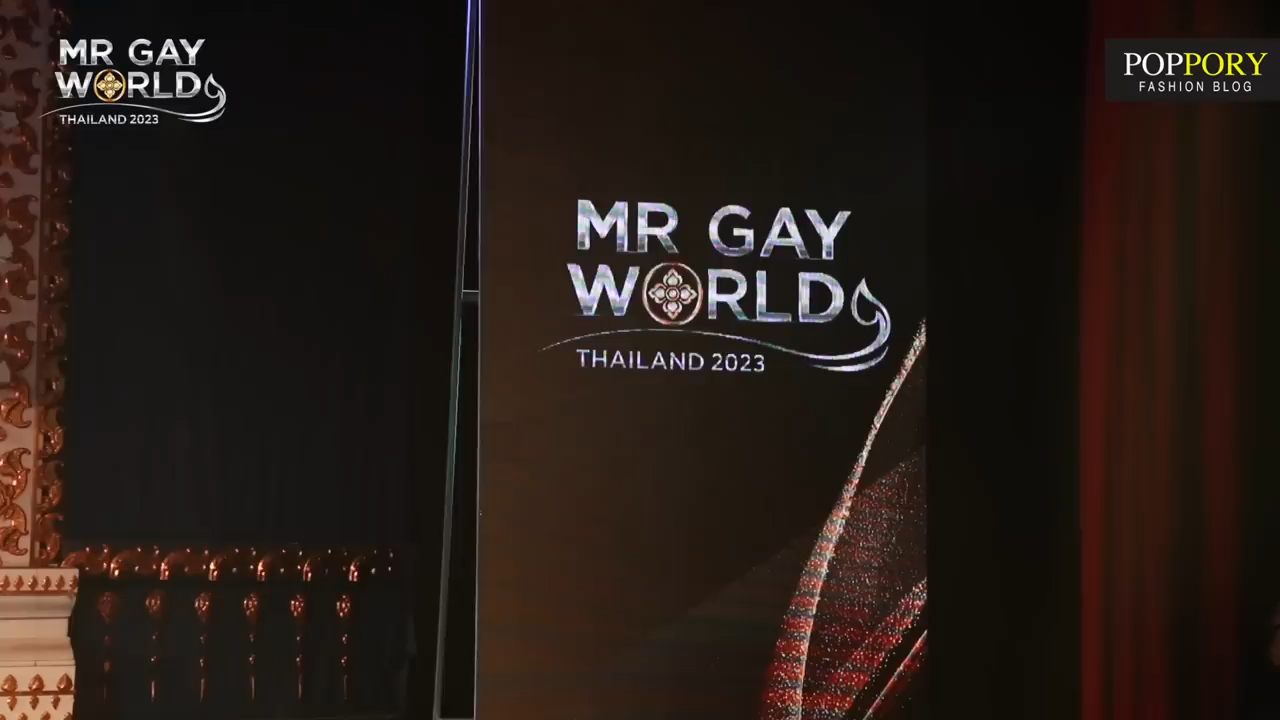 MR GAY
WORLD
THAILAND 2023
POPPORY
FASHION BLOG
MR GAY
WORLD
THAILAND 2023